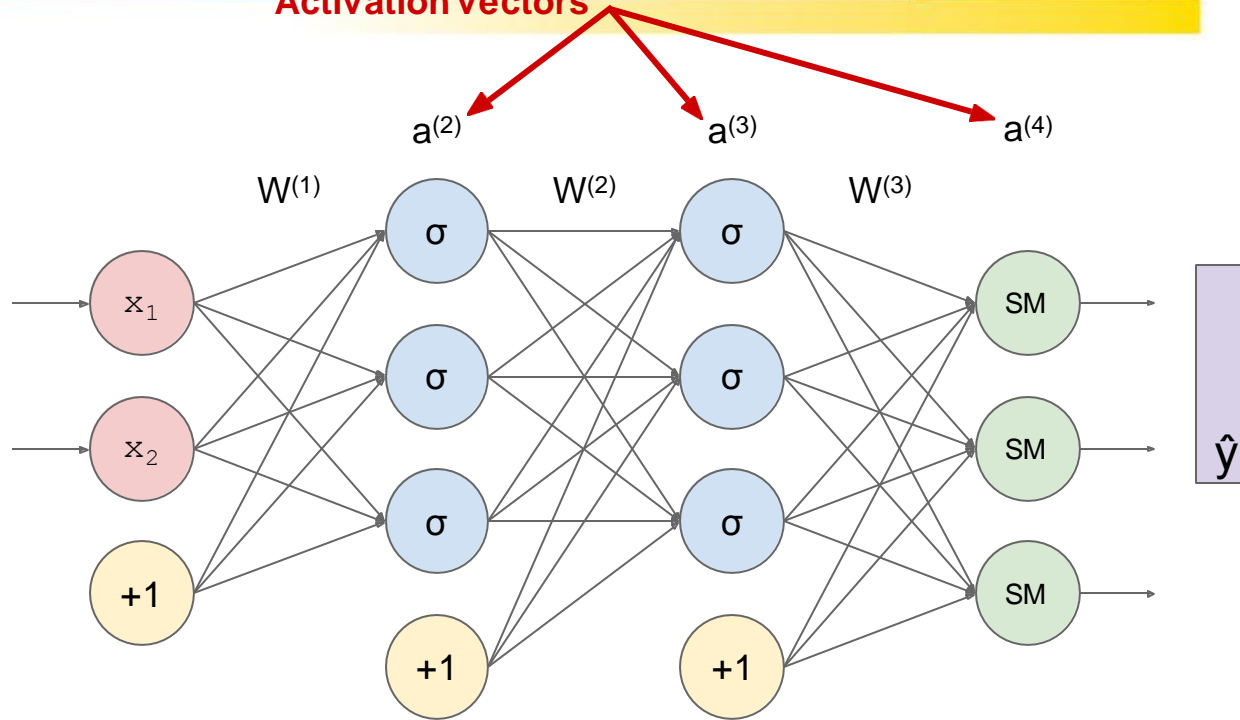 Activation vectors
a(2) a(3) a(4)
W(1) W(2) W(3)
σ σ
x1 SM
σ σ
x2 SM
ŷ
σ σ
+1 SM
+1 +1